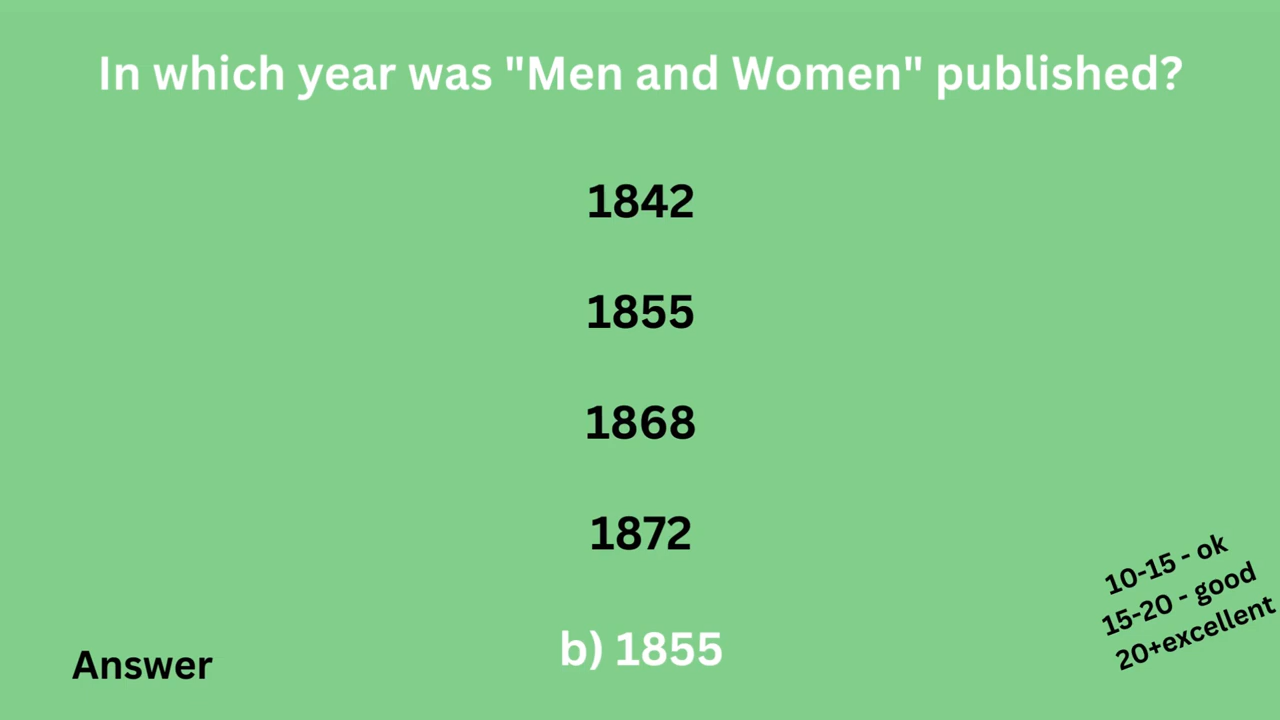 In which year was "Men and Women" published?
1842
1855
1868
1872
10-15 - ok
15-20 - good
20+excellent
b) 1855
Answer